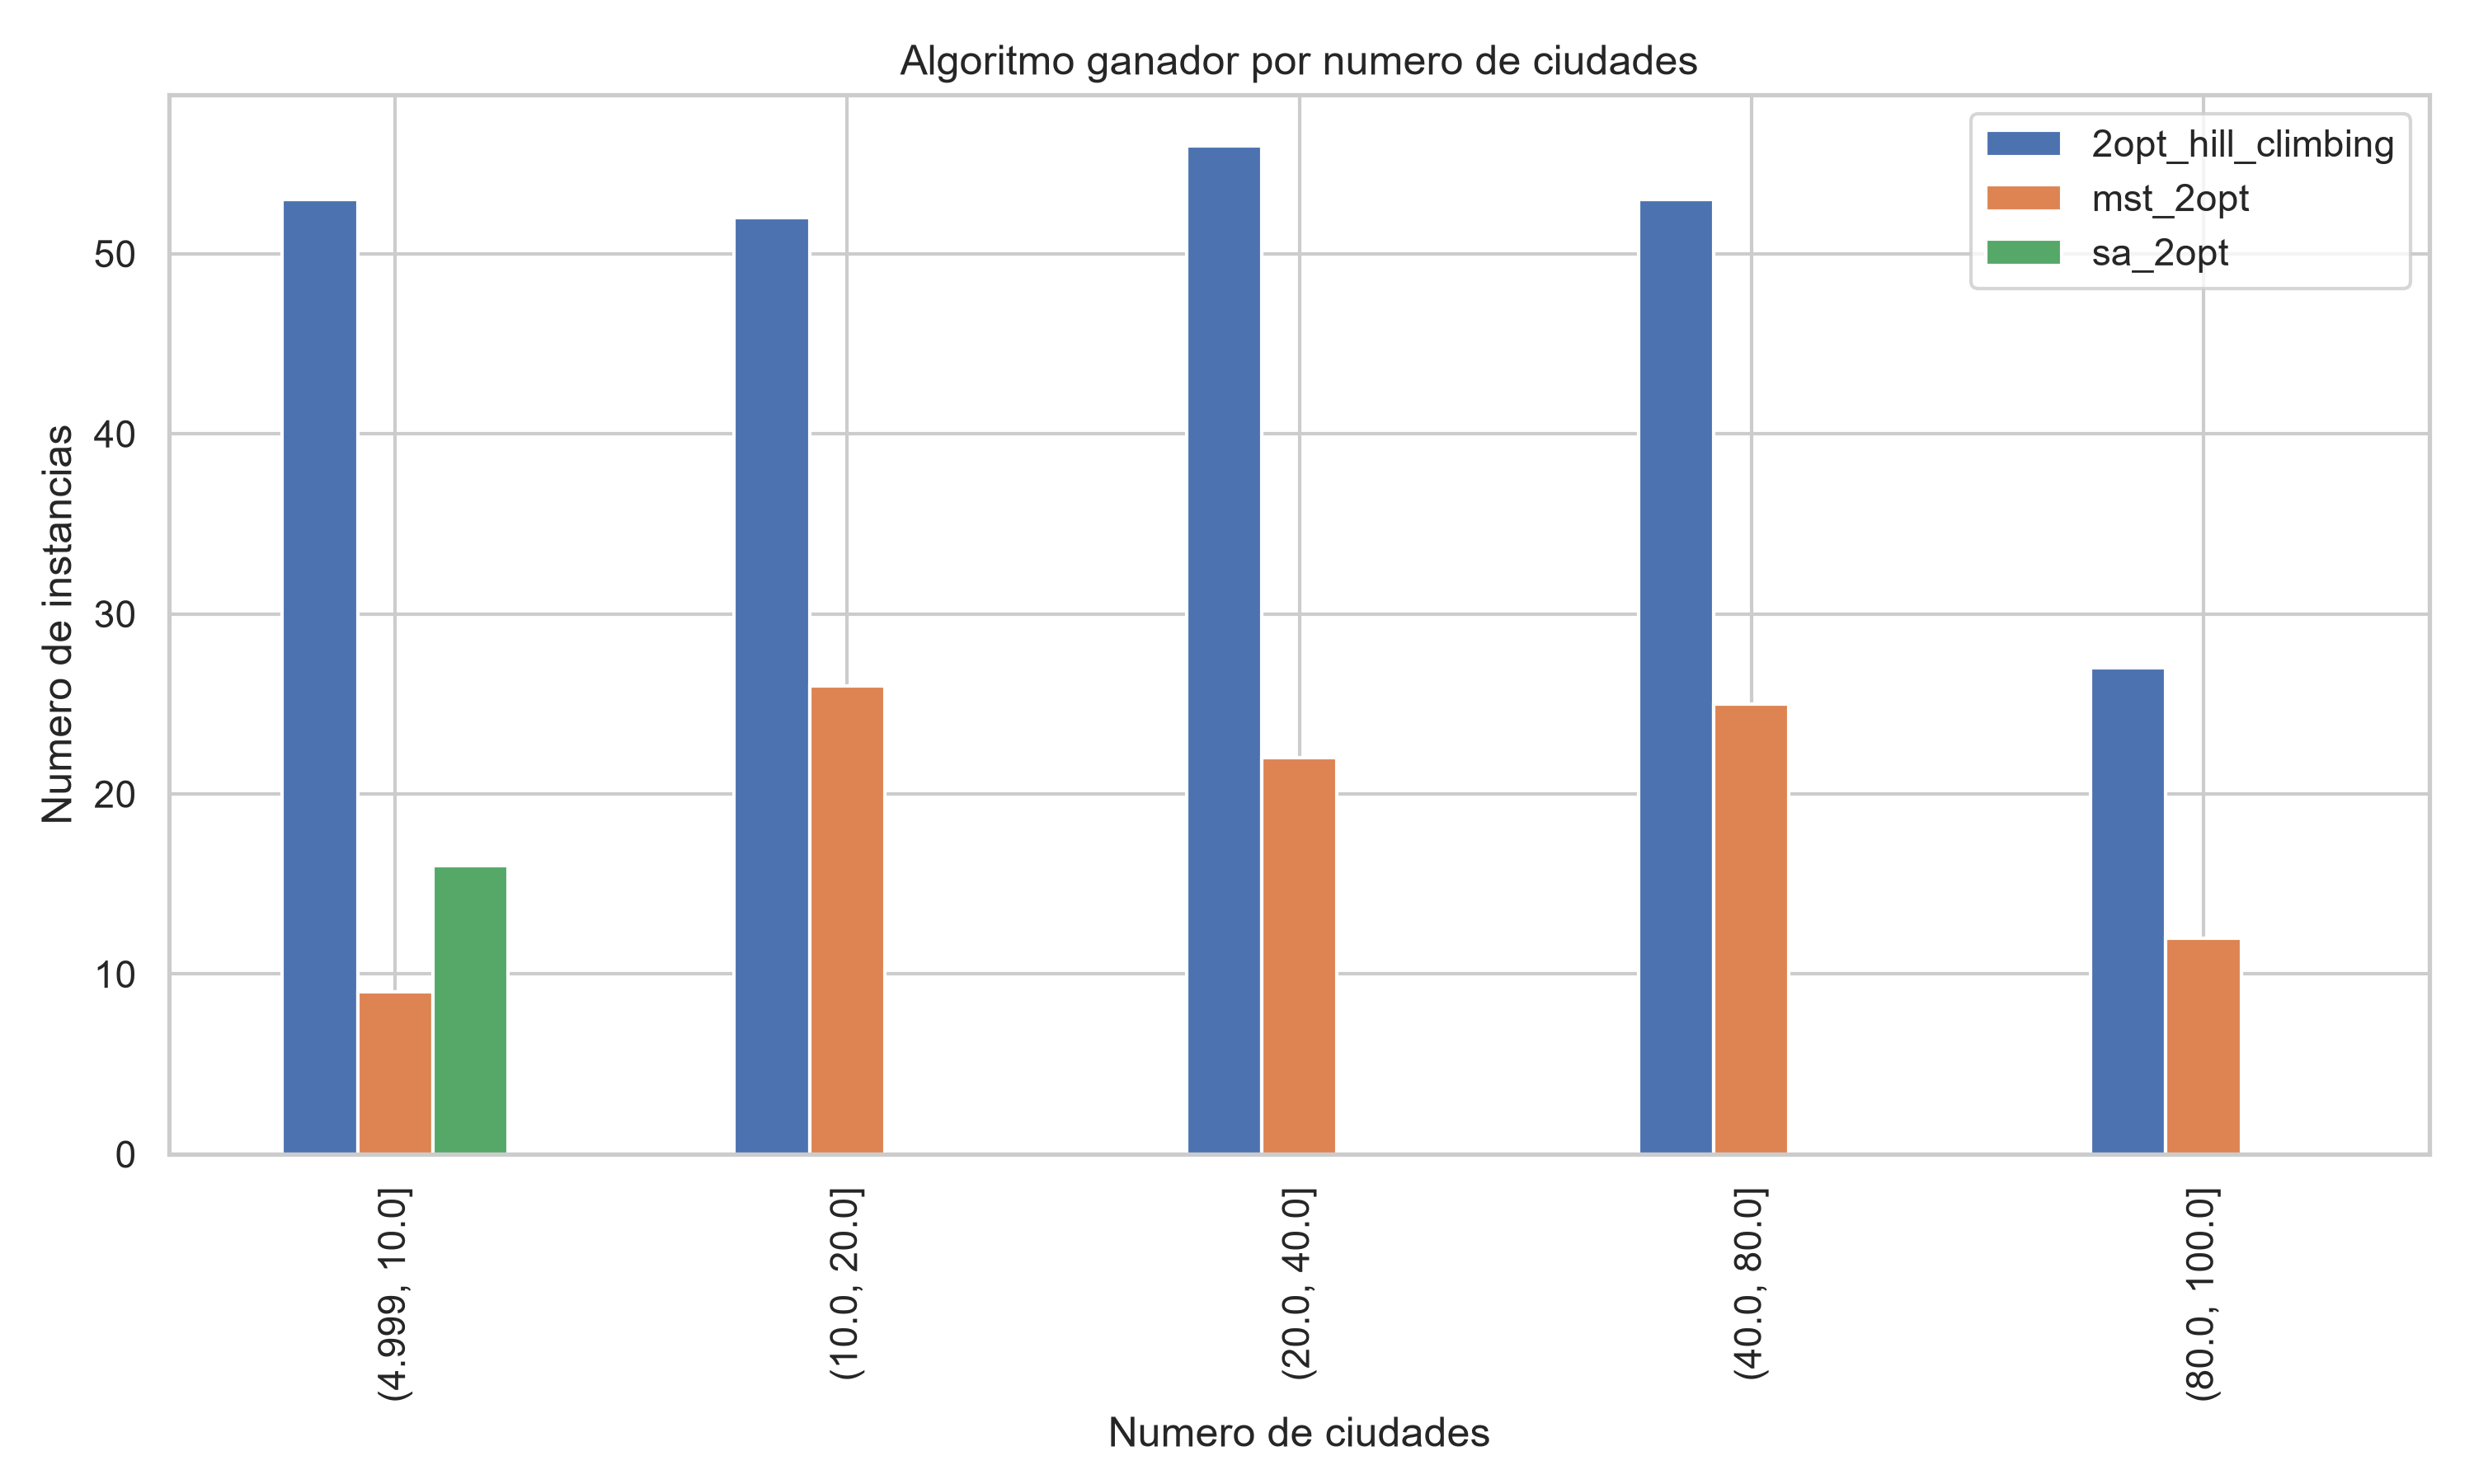 Algoritmo ganador por numero de ciudades
2opt_hill_climbing
mst_2opt
sa_2opt
Numero de instancias
50
40
30
20
10
0
(4.999, 10.0]
(10.0, 20.0]
(20.0, 40.0]
(40.0, 80.0]
(80.0, 100.0]
Numero de ciudades